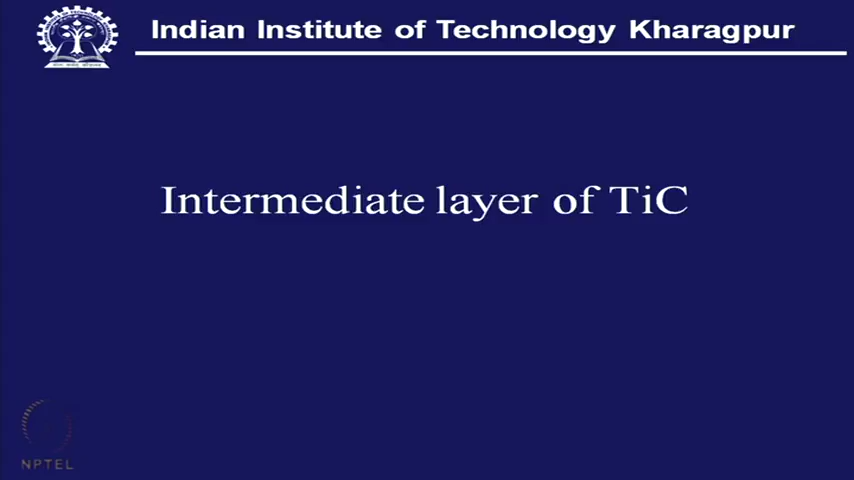 Indian Institute of Technology Kharagpur
Intermediate layer of TiC
NPTEL